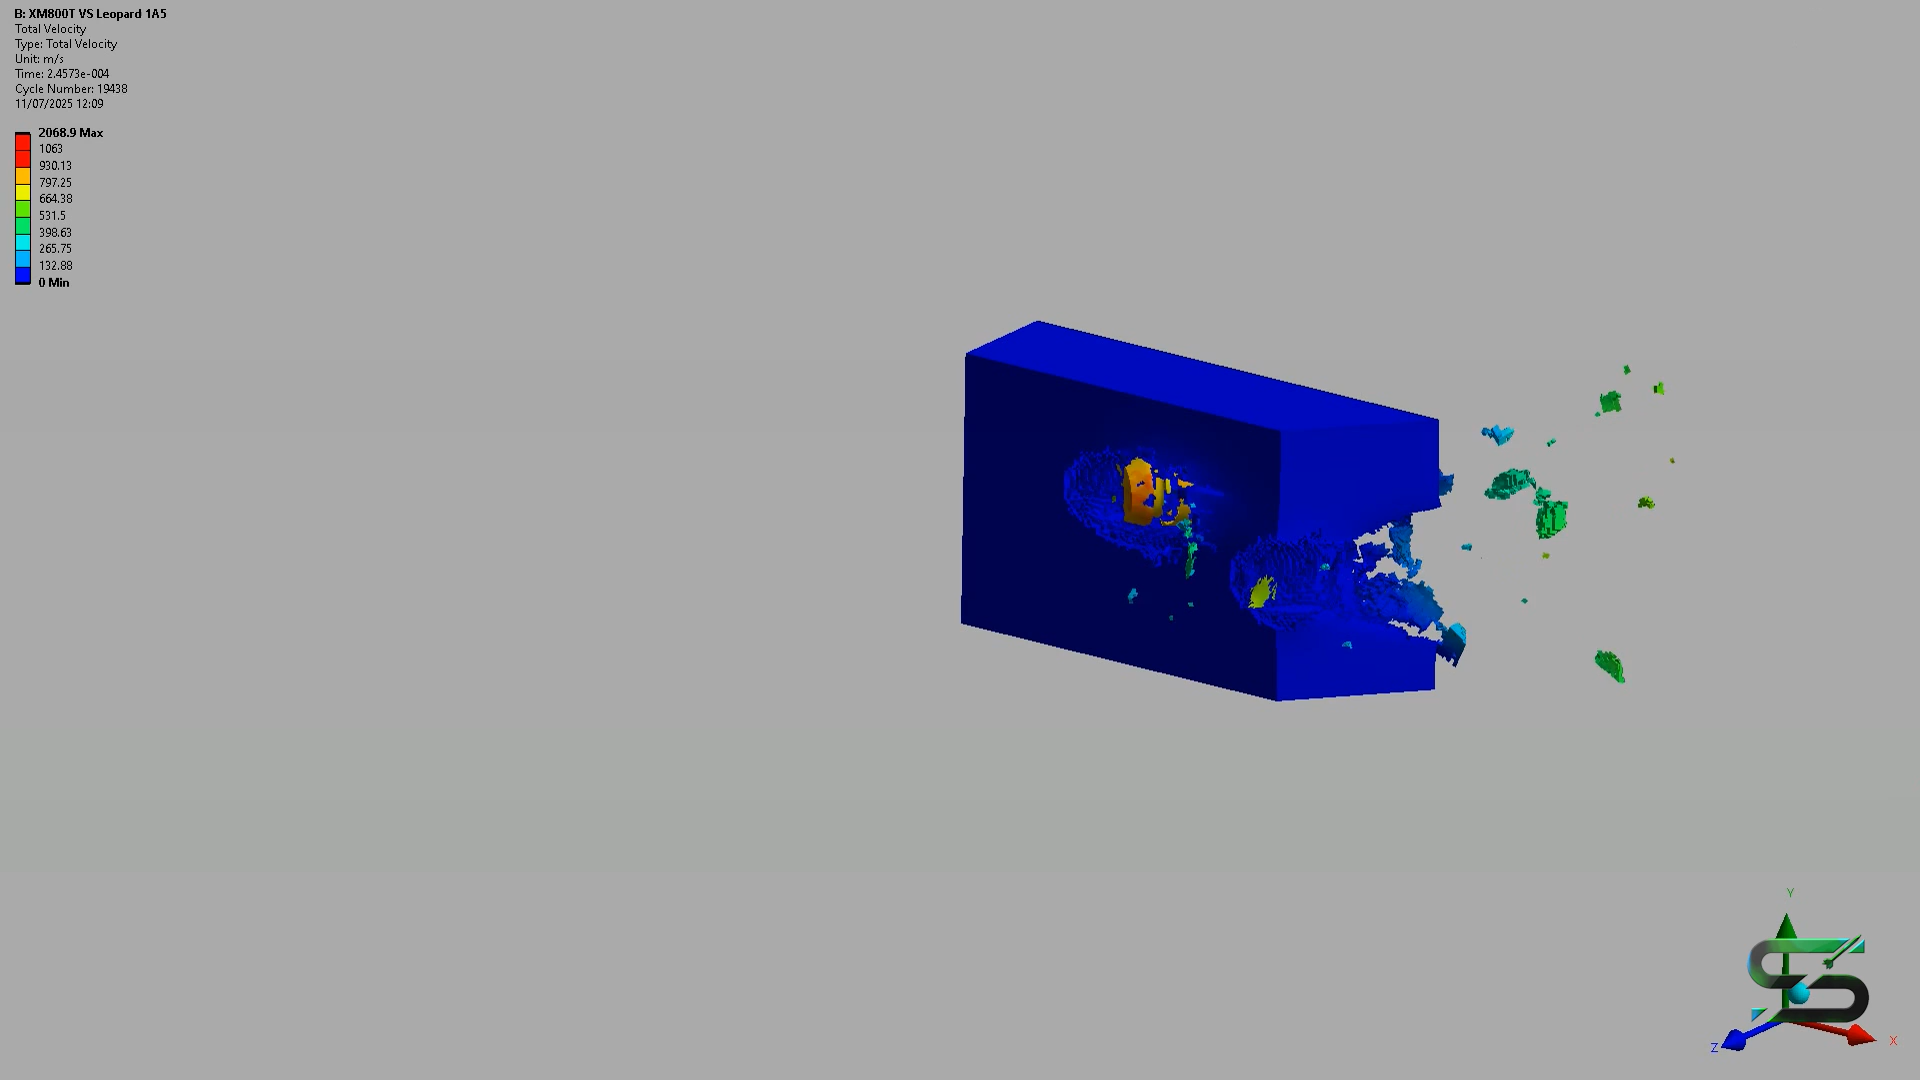 B: XM800T VS Leopard 1A5
Total Velocity
Type: Total Velocity
Unit: m/s
Time: 2.4573e-004
Cycle Number: 19438
11/07/2025 12:09
2068.9 Max
1063
930.13
797.25
664.38
531.5
398.63
265.75
132.88
0 Min
Y
Z
X